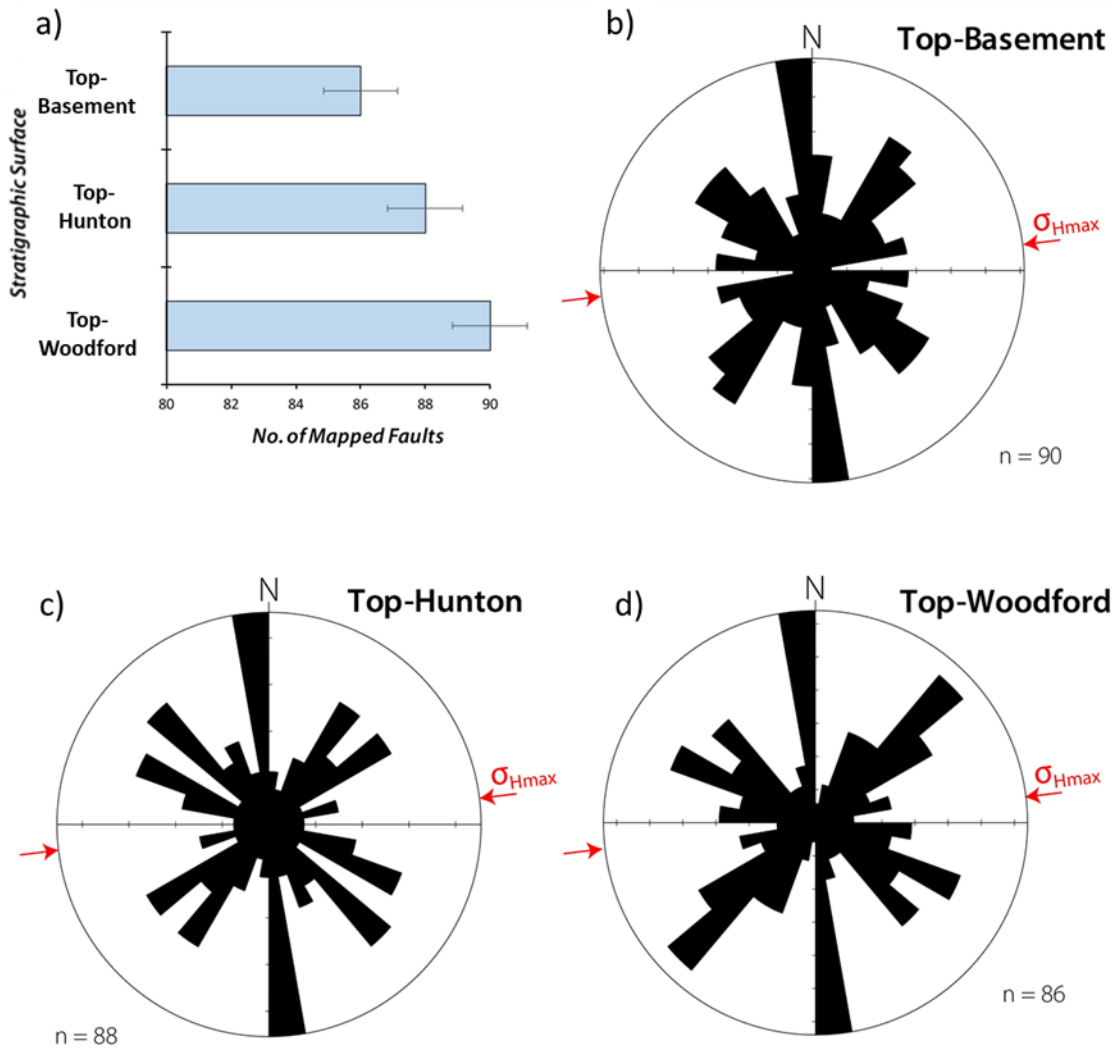 a)
Stratigraphic Surface
Top-
Basement
Top-
Hunton
Top-
Woodford
80 82 84 86 88 90
No. of Mapped Faults
b)
N
Top-Basement
σHmax
n = 90
c)
N
Top-Hunton
σHmax
n = 88
d)
N
Top-Woodford
σHmax
n = 86